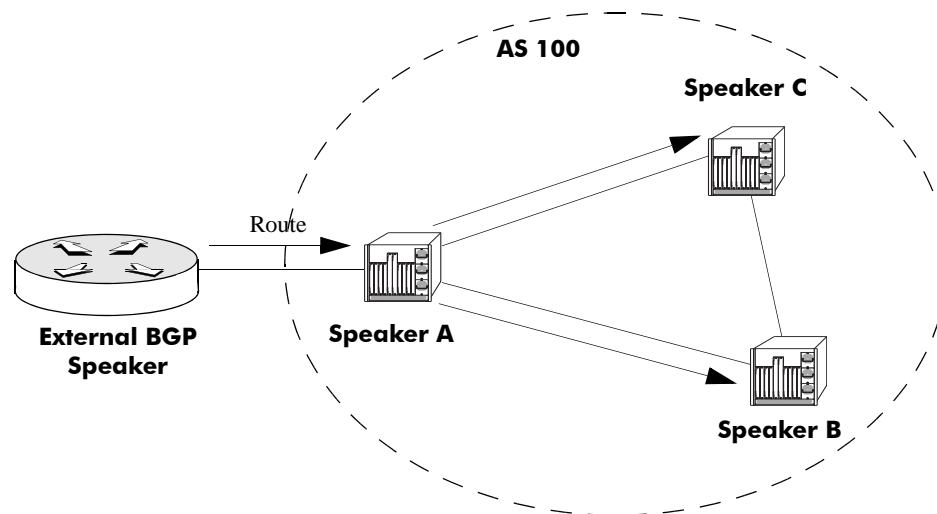 AS 100
Speaker C
Route
Speaker A
External BGP
Speaker
Speaker B